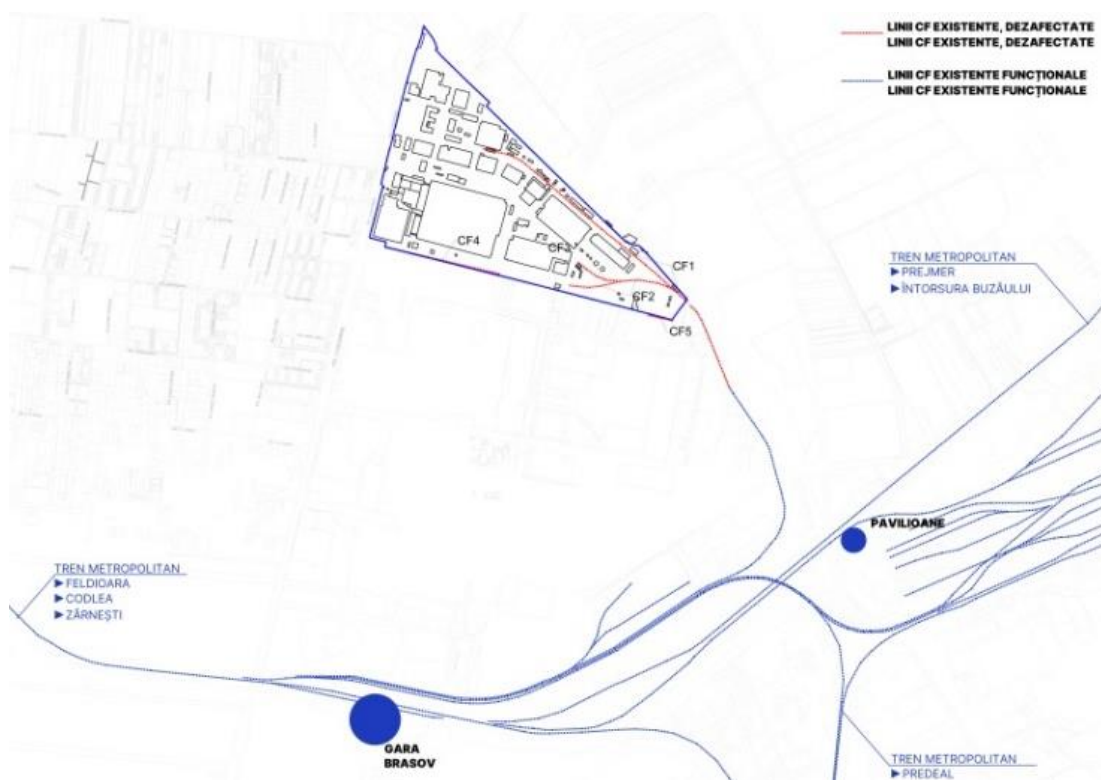 LINII CF EXISTENTE, DEZAFECTATE
LINII CF EXISTENTE, DEZAFECTATE
LINII CF EXISTENTE FUNCȚIONALE
LINII CF EXISTENTE FUNCȚIONALE
CF4
CF3
CF1
CF2
CF5
TREN METROPOLITAN
▶ PREJMER
▶ ÎNTORSURA BUZĂULUI
PAVILIOANE
TREN METROPOLITAN
▶ FELDIOARA
▶ CODLEA
▶ ZĂRNEȘTI
GARA
BRASOV
TREN METROPOLITAN
▶ PREDEAL